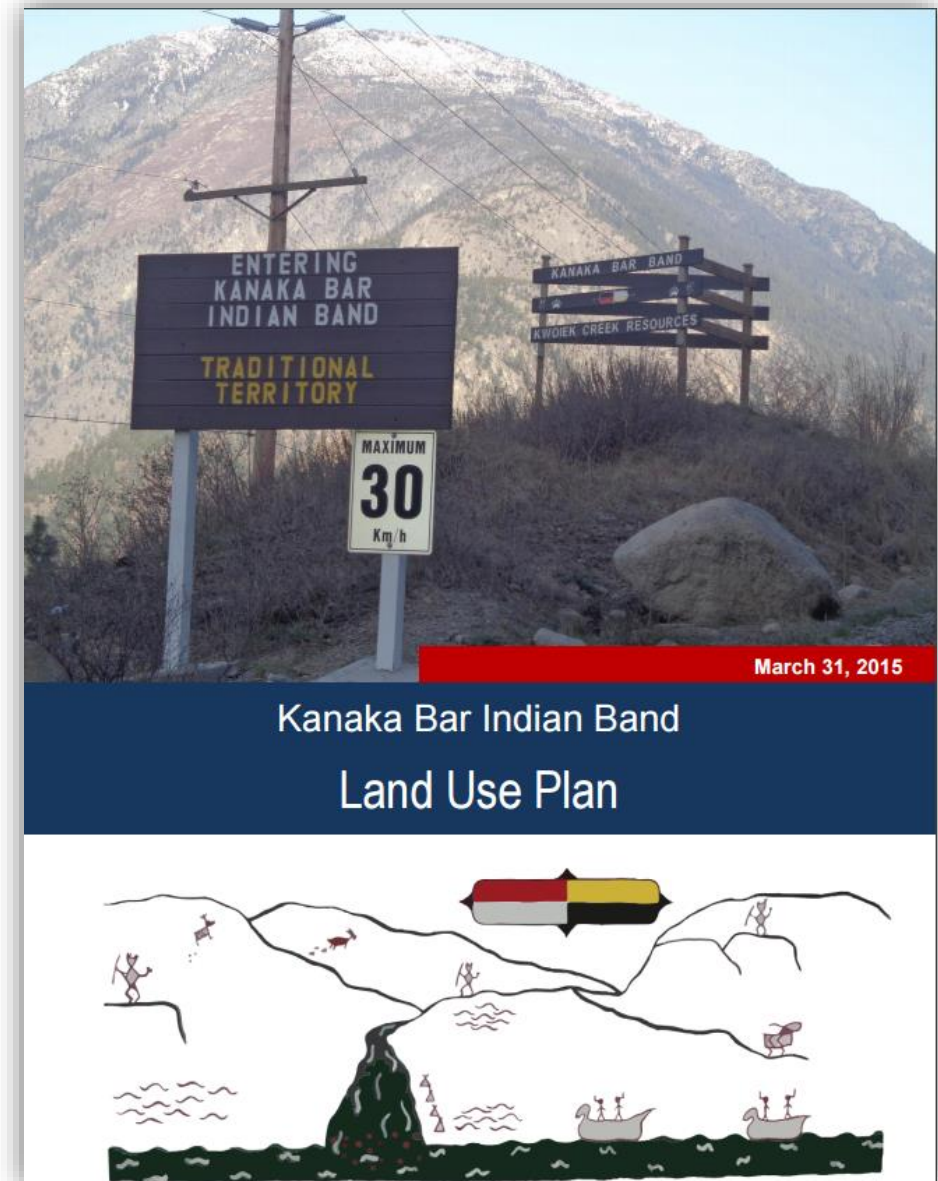 ENTERING
KANAKA BAR
INDIAN BAND
TRADITIONAL
TERRITORY
MAXIMUM
30
Km/h
KANAKA BAR BAND
KWOIEK CREEK RESOURCES
March 31, 2015
Kanaka Bar Indian Band
Land Use Plan